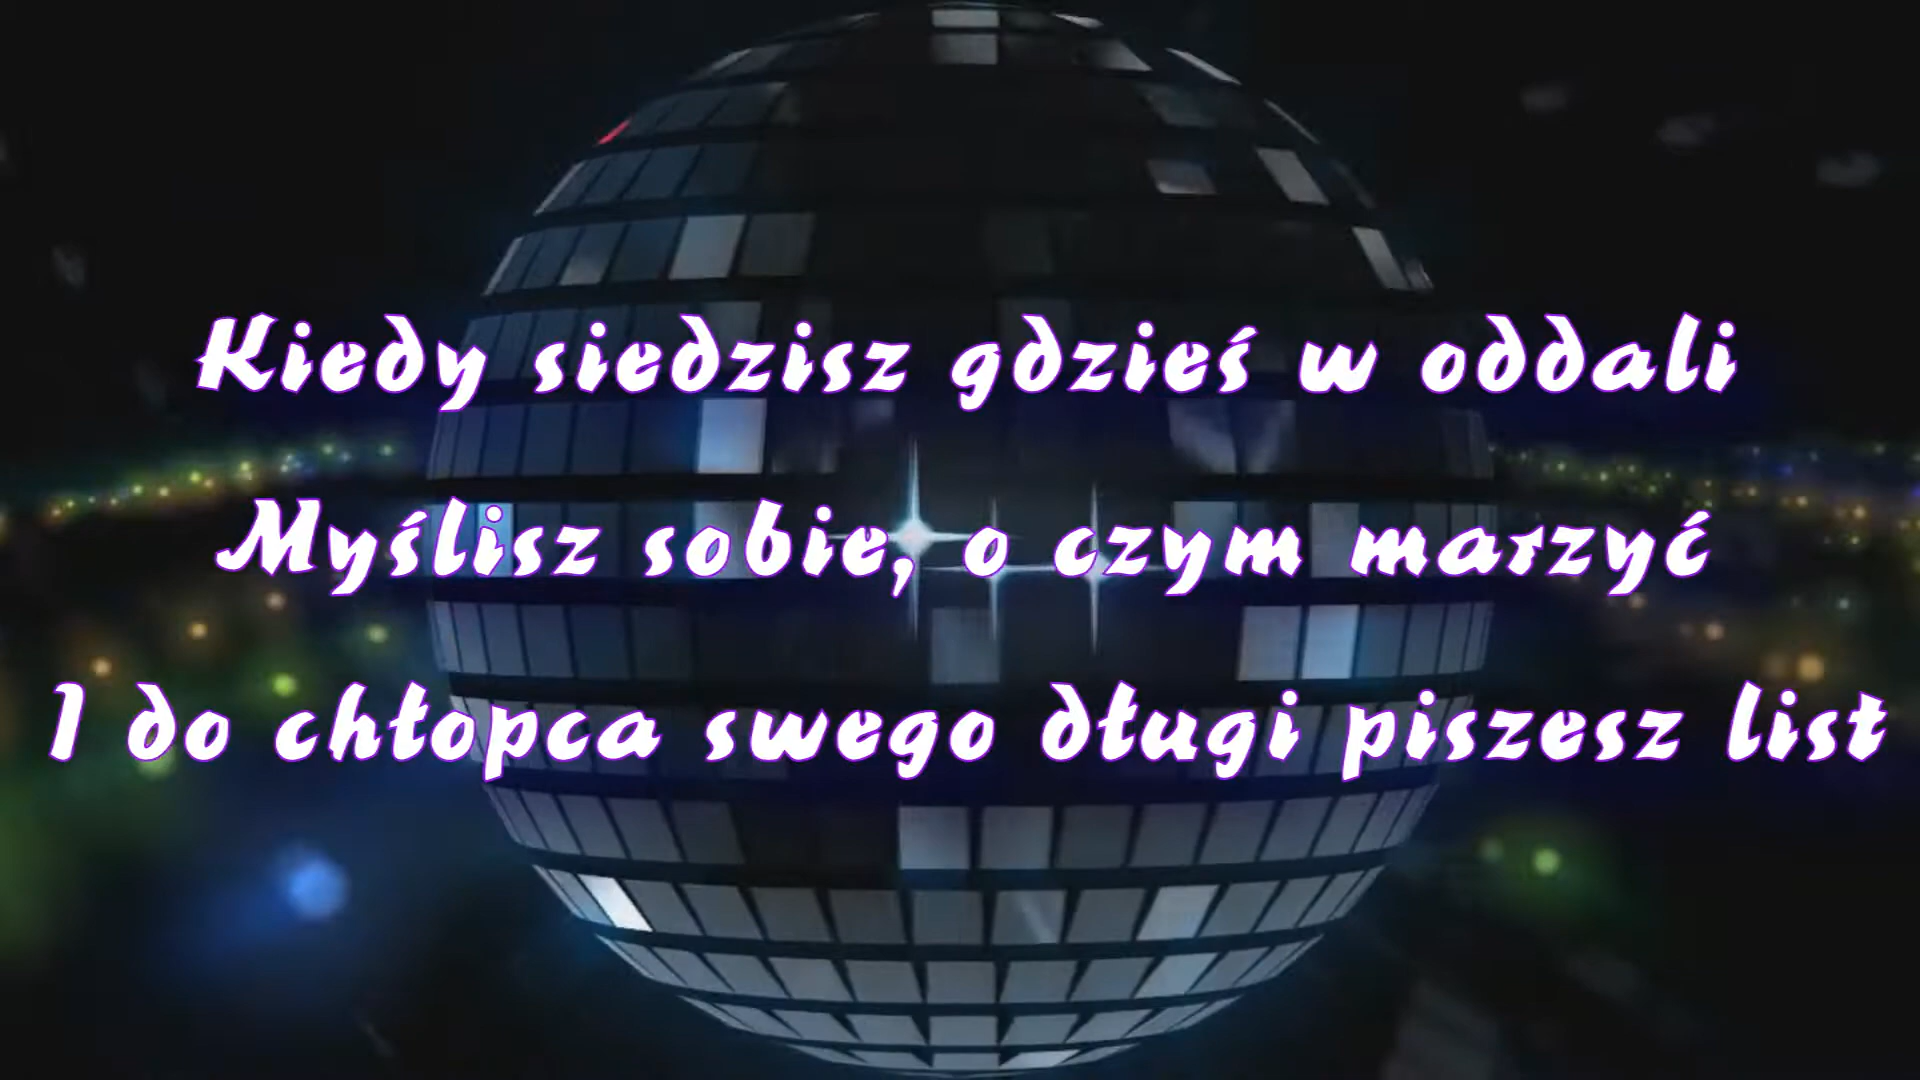 Kiedy siedzisz gdzieś w oddali
Myślisz sobie, o czym marzyć
I do chłopca swego długi piszesz list